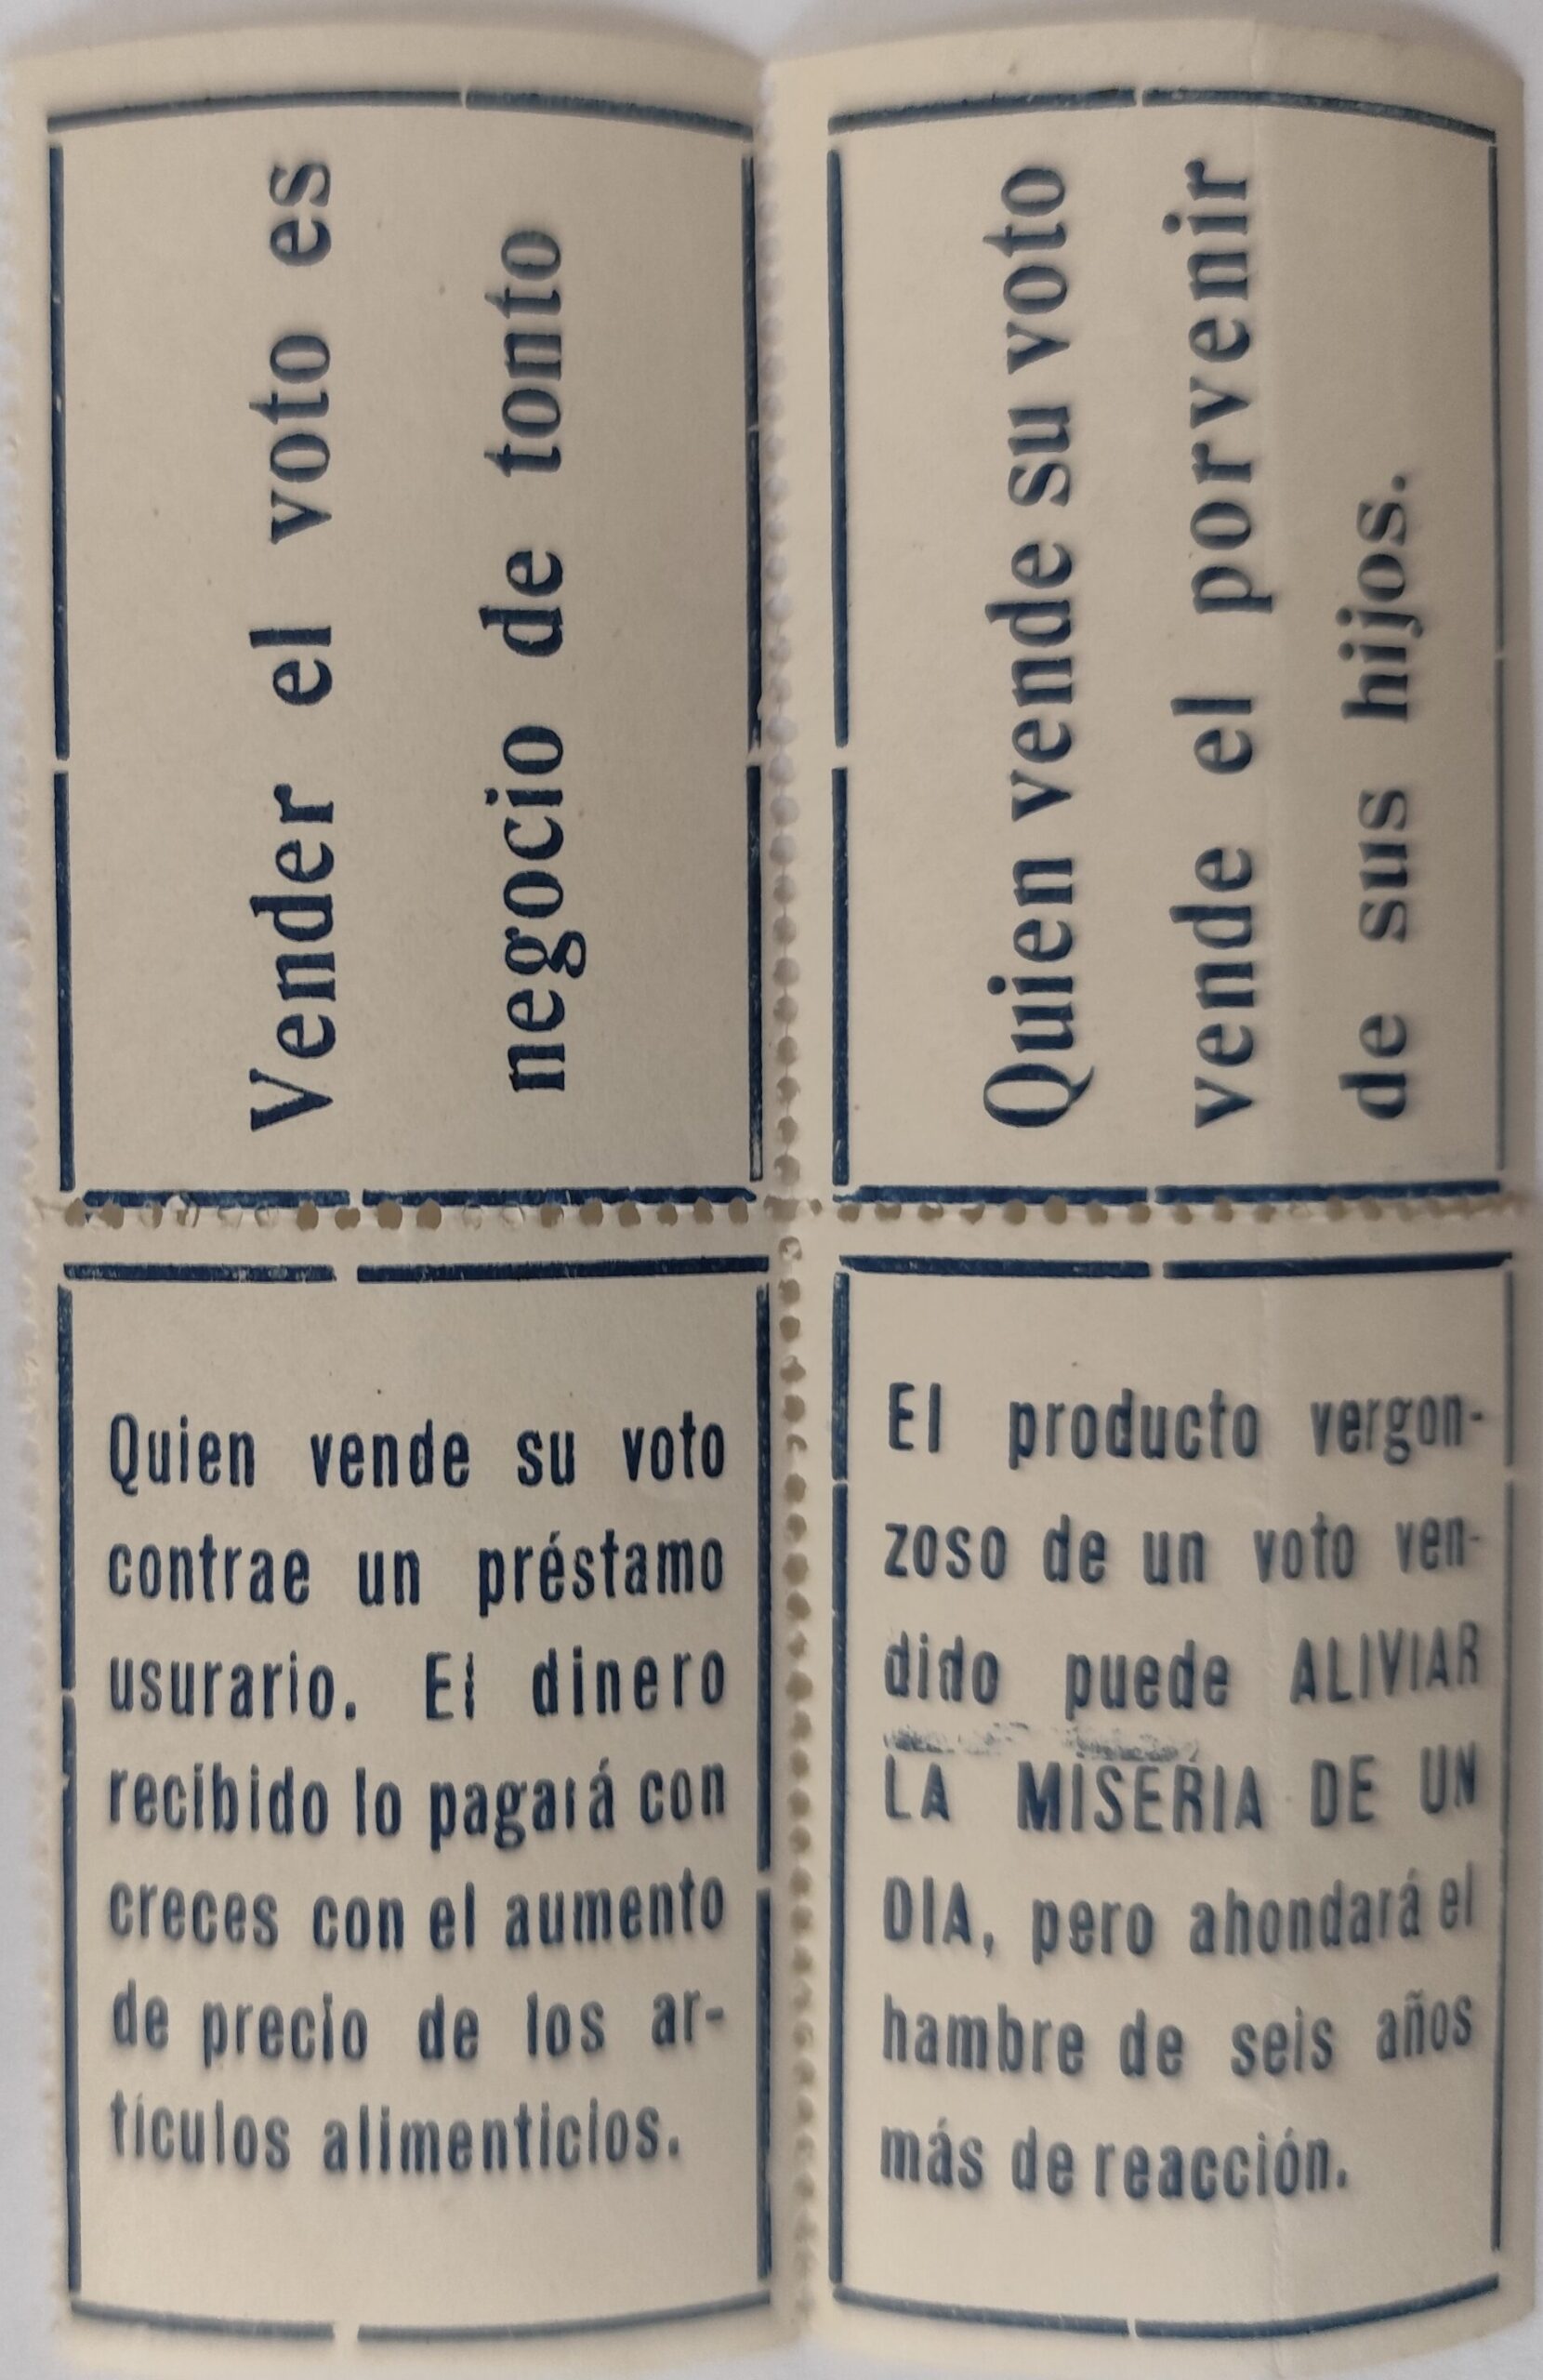 Vender el voto es
negocio de tonto
Quien vende su voto
vende el porvenir
de sus hijos.
Quien vende su voto
contrae un préstamo
usurario. El dinero
recibido lo pagará con
creces con el aumento
de precio de los ar-
tículos alimenticios.
El producto vergon-
zoso de un voto ven-
dido puede ALIVIAR
LA MISERIA DE UN
DIA, pero ahondará el
hambre de seis años
más de reacción.